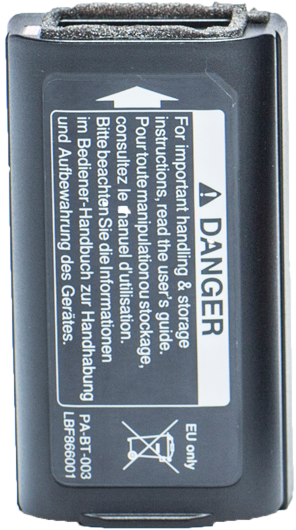 DANGER
For important handling & storage
instructions, read the user's guide.
Pour toute manipulation ou stockage,
consultez le manuel d'utilisation.
Bitte beachten Sie die Informationen
im Bediener-Handbuch zur Handhabung
und Aufbewahrung des Gerätes.
EU only
PA-BT-003
LBF866001